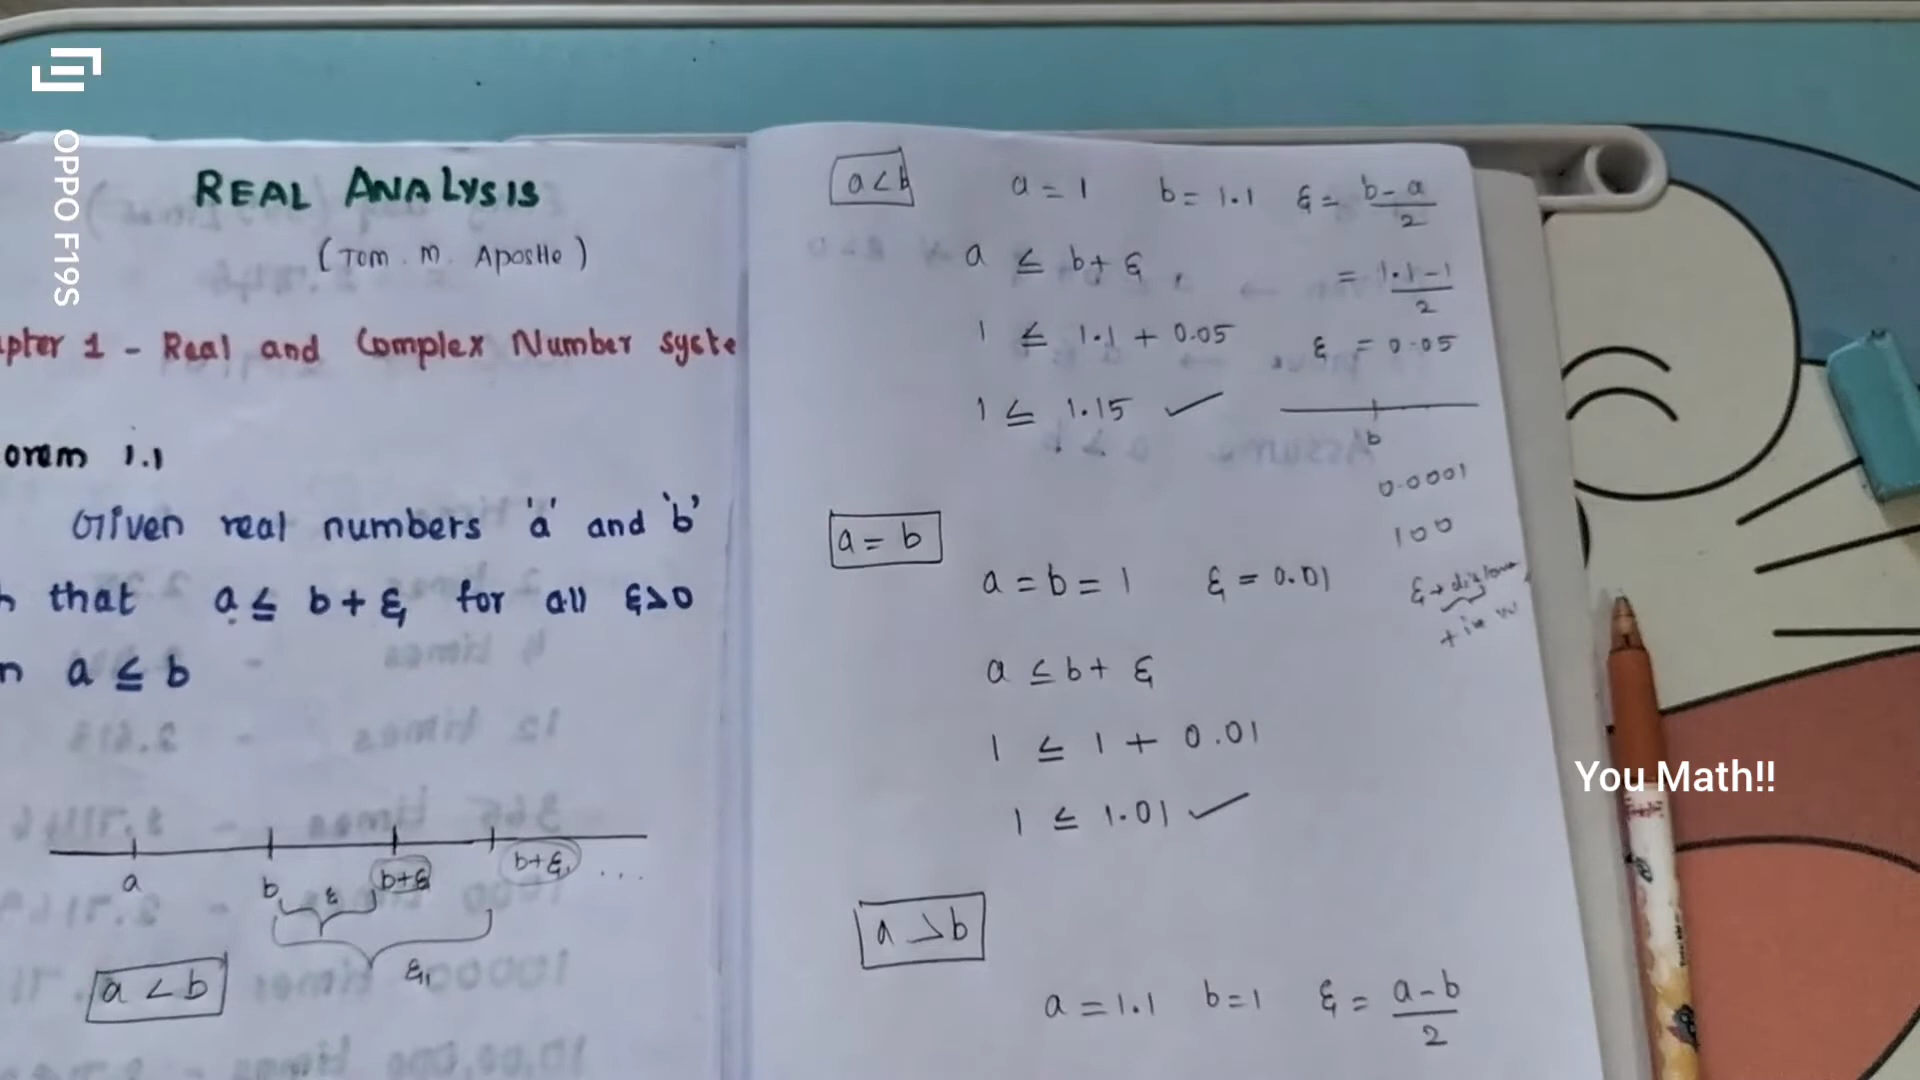 OPPO F19S
REAL ANALYSIS
(Tom. M. Apostle)
pter 1 - Real and Complex Number syste
orem 1.1
Given real numbers 'a' and 'b'
h that a ≤ b + ε for all ε>0
n a ≤ b
a b ε b+ε b+ε₁ ...
ε₁
a < b
a < b a = 1 b = 1.1 ε = b-a/2
a ≤ b + ε, = 1.1-1/2
1 ≤ 1.1 + 0.05 ε = 0.05
1 ≤ 1.15 ✓
b
0.0001
100
a = b
a = b = 1 ε = 0.01
ε →
+ive
a ≤ b + ε
1 ≤ 1 + 0.01
1 ≤ 1.01 ✓
a > b
a = 1.1 b = 1 ε = a-b/2
You Math!!